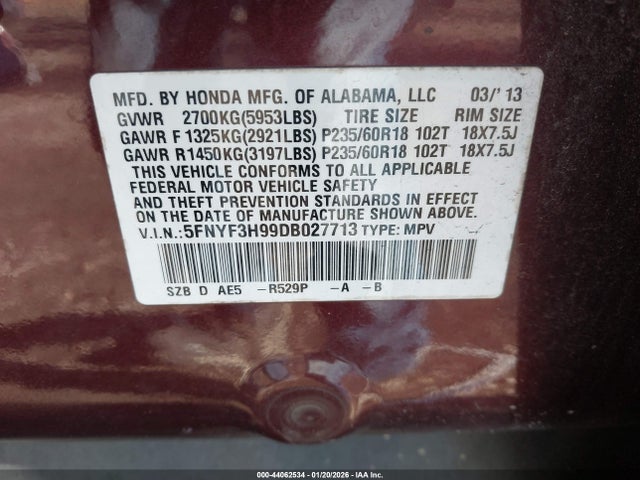 MFD. BY HONDA MFG. OF ALABAMA, LLC 03/'13
GVWR 2700KG(5953LBS) TIRE SIZE RIM SIZE
GAWR F 1325KG(2921LBS) P235/60R18 102T 18X7.5J
GAWR R1450KG(3197LBS) P235/60R18 102T 18X7.5J
THIS VEHICLE CONFORMS TO ALL APPLICABLE
FEDERAL MOTOR VEHICLE SAFETY
AND THEFT PREVENTION STANDARDS IN EFFECT
ON THE DATE OF MANUFACTURE SHOWN ABOVE.
V.I.N.: 5FNYF3H99DB027713 TYPE: MPV
SZB D AE5 -R529P -A -B
000-44062534 - 01/20/2026 - Copyright IAA, Inc.